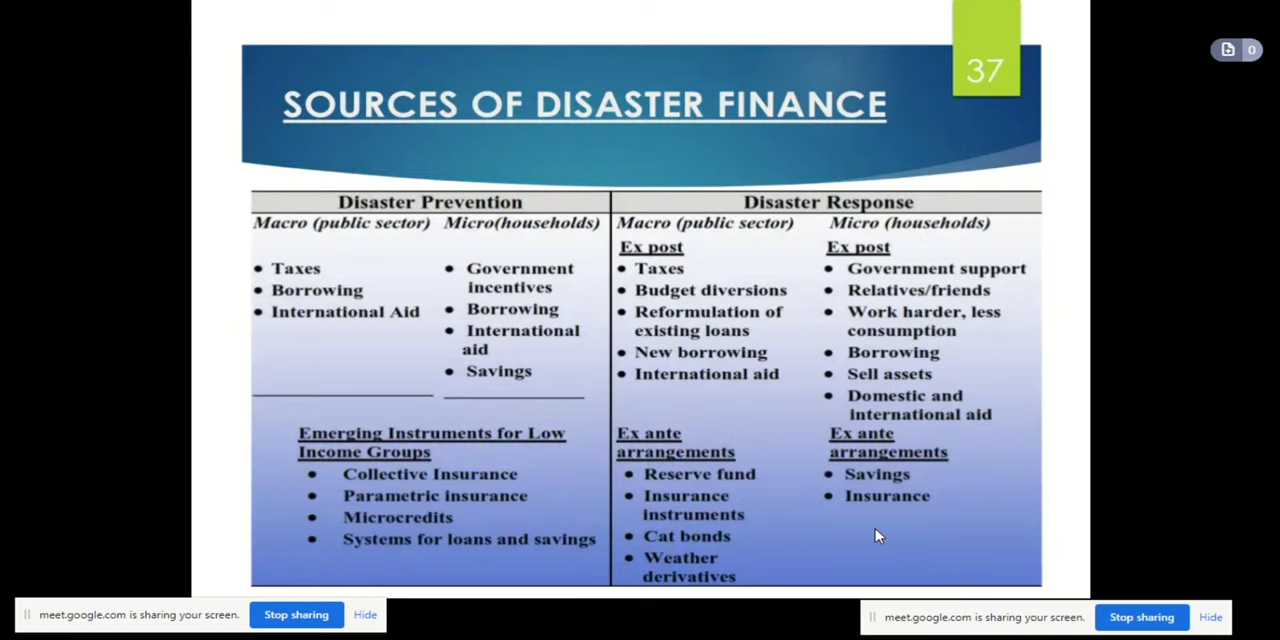 37
0
SOURCES OF DISASTER FINANCE
Disaster Prevention
Macro (public sector)
• Taxes
• Borrowing
• International Aid
Micro(households)
• Government
incentives
• Borrowing
• International
aid
• Savings
Emerging Instruments for Low
Income Groups
• Collective Insurance
• Parametric insurance
• Microcredits
• Systems for loans and savings
Disaster Response
Macro (public sector)
Ex post
• Taxes
• Budget diversions
• Reformulation of
existing loans
• New borrowing
• International aid
Ex ante
arrangements
• Reserve fund
• Insurance
instruments
• Cat bonds
• Weather
derivatives
Micro (households)
Ex post
• Government support
• Relatives/friends
• Work harder, less
consumption
• Borrowing
• Sell assets
• Domestic and
international aid
Ex ante
arrangements
• Savings
• Insurance
meet.google.com is sharing your screen. Stop sharing Hide
meet.google.com is sharing your screen. Stop sharing Hide